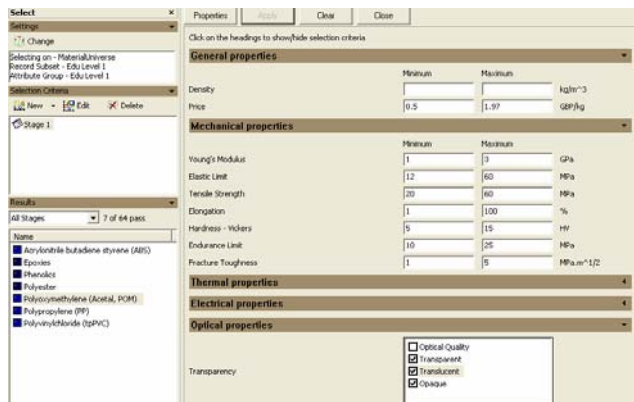 Select
Settings
Change
Selecting on - MaterialUniverse
Record Subset - Edu Level 1
Attribute Group - Edu Level 1
Selection Criteria
New Edit Delete
Stage 1
Results
All Stages 7 of 64 pass
Name
Acrylonitrile butadiene styrene (ABS)
Epoxies
Phenolics
Polyester
Polyoxymethylene (Acetal, POM)
Polypropylene (PP)
Polyvinylchloride (tpPVC)
Properties Apply Clear Close
Click on the headings to show/hide selection criteria
General properties
Minimum Maximum
Density kg/m^3
Price 0.5 1.97 GBP/kg
Mechanical properties
Minimum Maximum
Young's Modulus 1 3 GPa
Elastic Limit 12 60 MPa
Tensile Strength 20 60 MPa
Elongation 1 100 %
Hardness - Vickers 5 15 HV
Endurance Limit 10 25 MPa
Fracture Toughness 1 5 MPa.m^1/2
Thermal properties
Electrical properties
Optical properties
Transparency
Optical Quality
Transparent
Translucent
Opaque